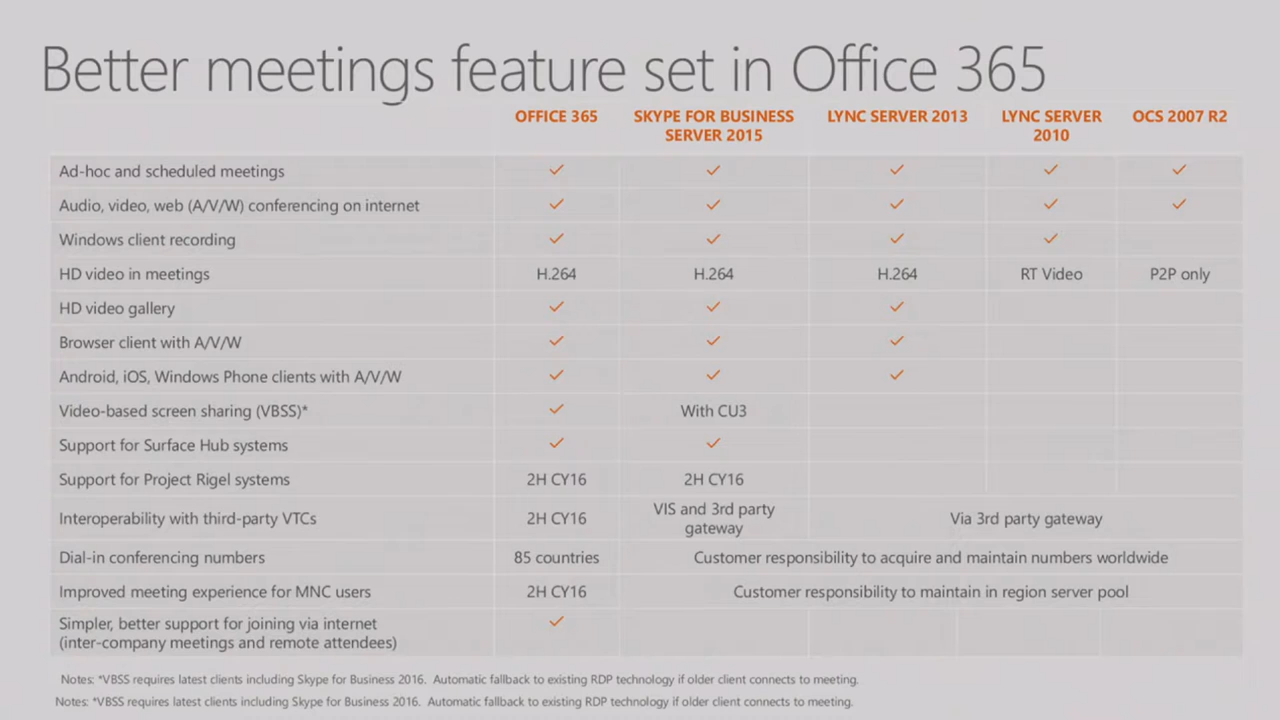 Better meetings feature set in Office 365
OFFICE 365 SKYPE FOR BUSINESS LYNC SERVER 2013 LYNC SERVER OCS 2007 R2
SERVER 2015 2010
Ad-hoc and scheduled meetings ✓ ✓ ✓ ✓ ✓
Audio, video, web (A/V/W) conferencing on internet ✓ ✓ ✓ ✓ ✓
Windows client recording ✓ ✓ ✓ ✓
HD video in meetings H.264 H.264 H.264 RT Video P2P only
HD video gallery ✓ ✓ ✓
Browser client with A/V/W ✓ ✓ ✓
Android, iOS, Windows Phone clients with A/V/W ✓ ✓ ✓
Video-based screen sharing (VBSS)* ✓ With CU3
Support for Surface Hub systems ✓ ✓
Support for Project Rigel systems 2H CY16 2H CY16
Interoperability with third-party VTCs 2H CY16 VIS and 3rd party Via 3rd party gateway
gateway
Dial-in conferencing numbers 85 countries Customer responsibility to acquire and maintain numbers worldwide
Improved meeting experience for MNC users 2H CY16 Customer responsibility to maintain in region server pool
Simpler, better support for joining via internet ✓
(inter-company meetings and remote attendees)
Notes: *VBSS requires latest clients including Skype for Business 2016. Automatic fallback to existing RDP technology if older client connects to meeting.
Notes: *VBSS requires latest clients including Skype for Business 2016. Automatic fallback to existing RDP technology if older client connects to meeting.